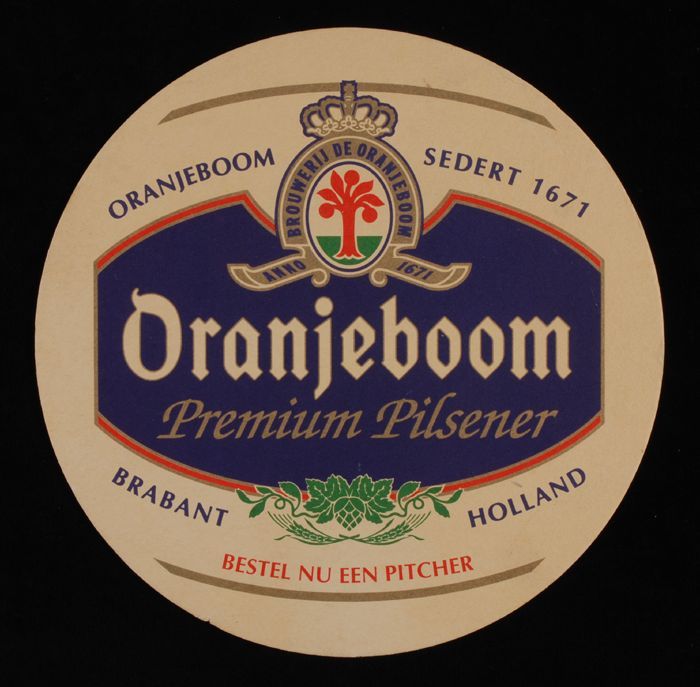 BROUWERIJ DE ORANJEBOOM
ANNO 1671
ORANJEBOOM SEDERT 1671
Oranjeboom
Premium Pilsener
BRABANT HOLLAND
BESTEL NU EEN PITCHER